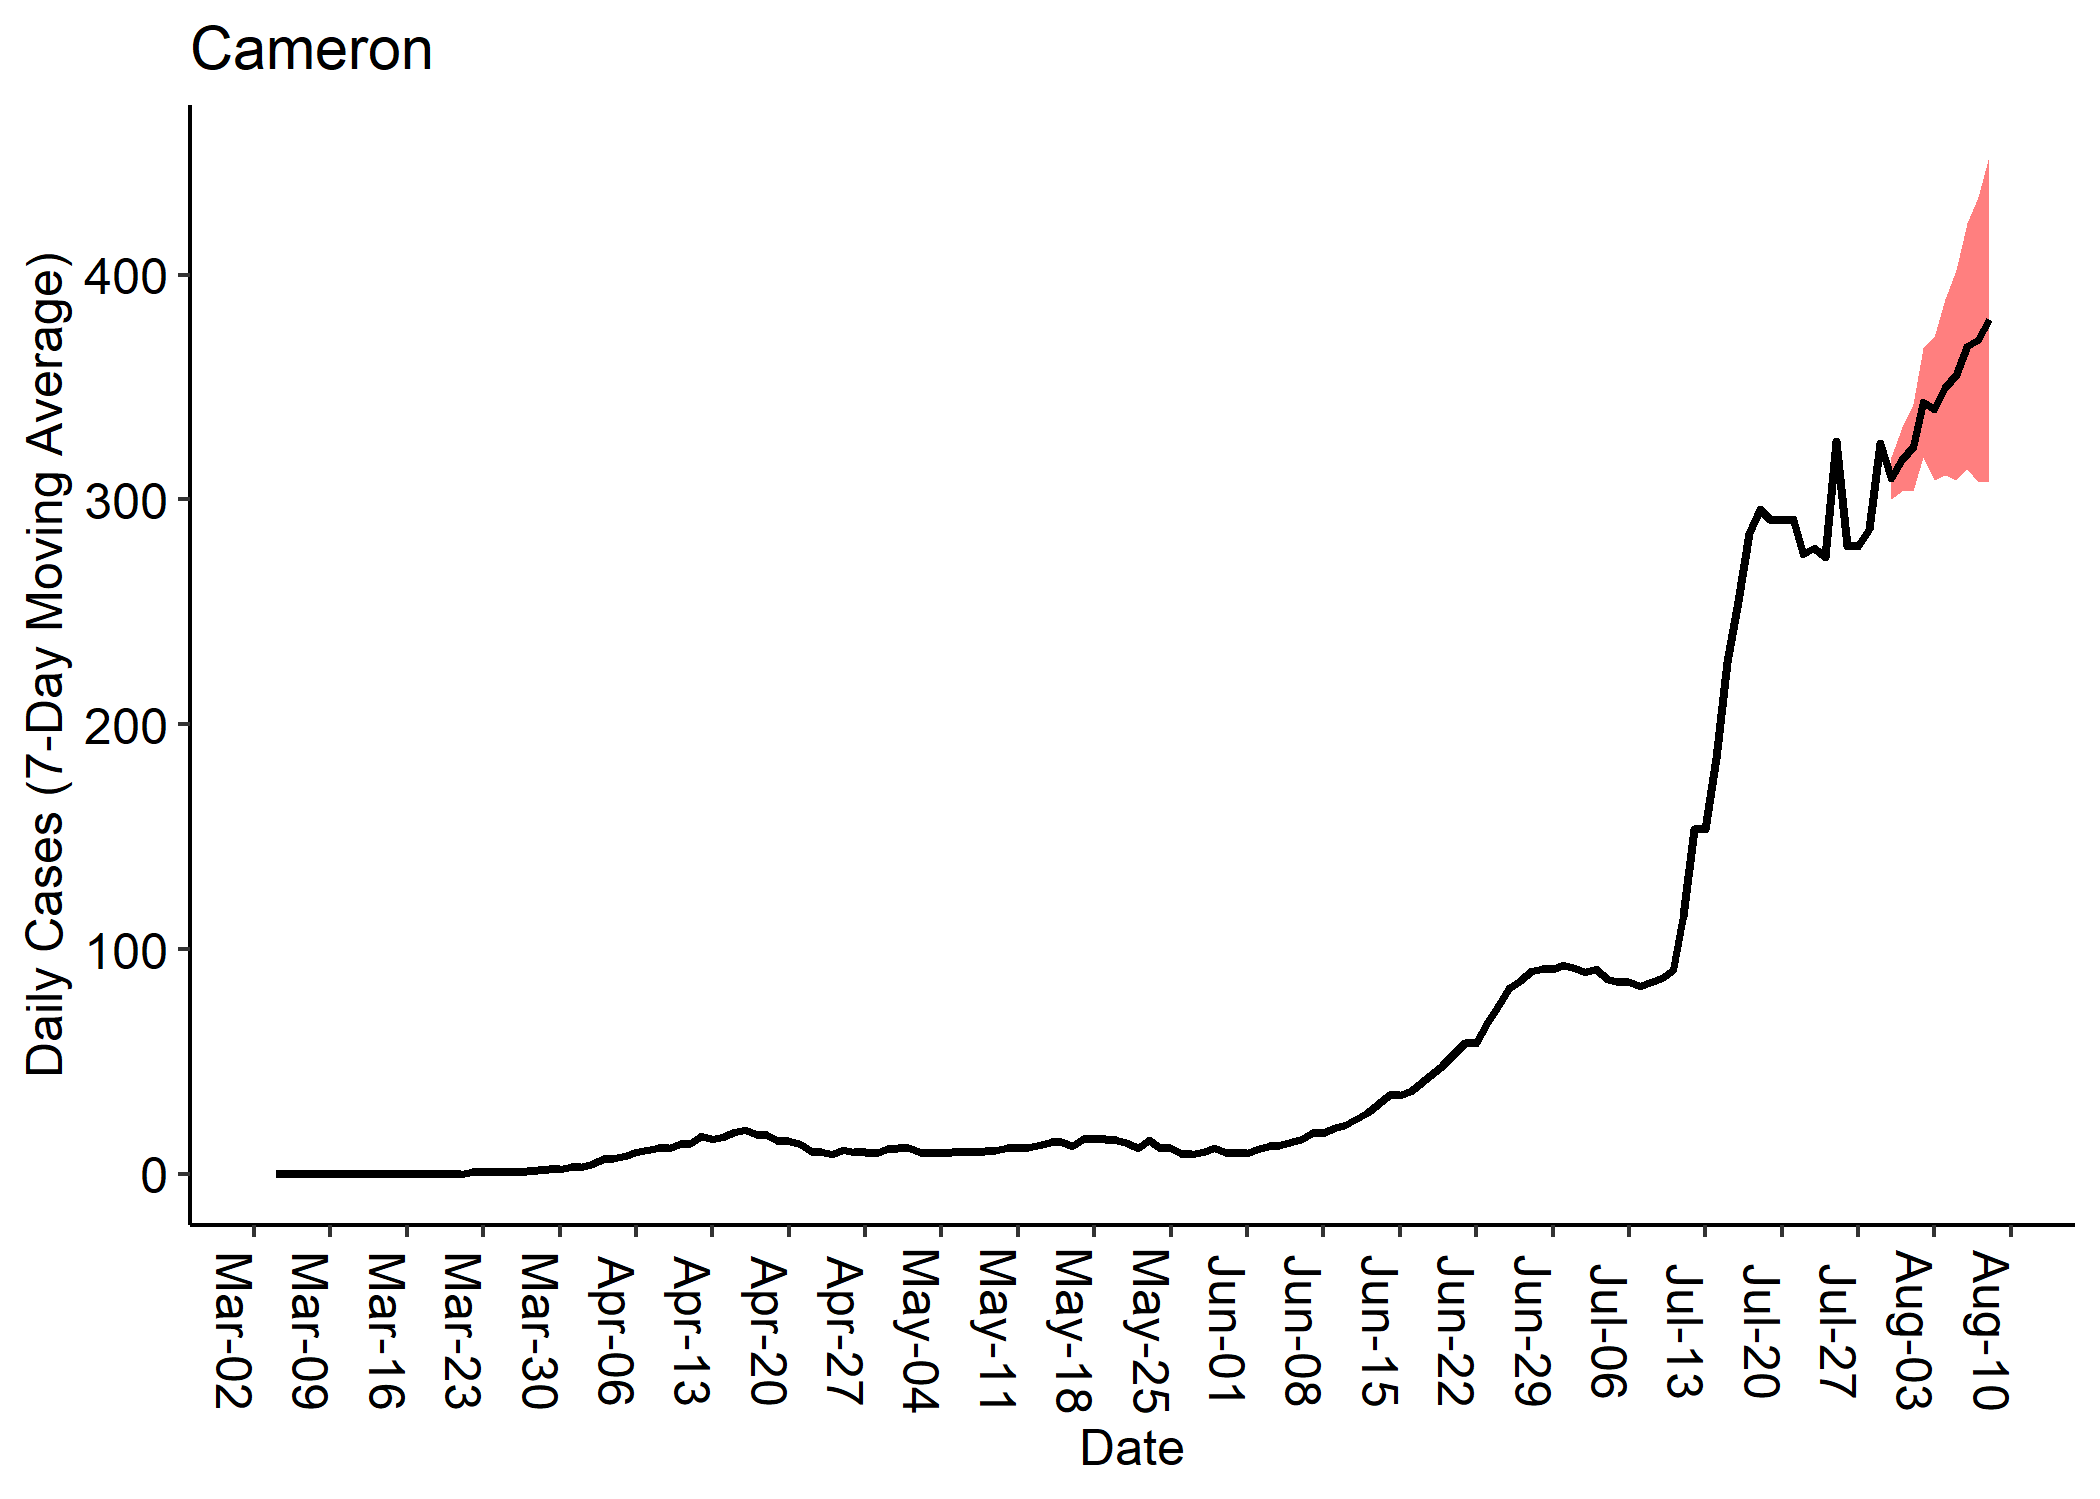 Cameron
Daily Cases (7-Day Moving Average)
400
300
200
100
0
Mar-02
Mar-09
Mar-16
Mar-23
Mar-30
Apr-06
Apr-13
Apr-20
Apr-27
May-04
May-11
May-18
May-25
Jun-01
Jun-08
Jun-15
Jun-22
Jun-29
Jul-06
Jul-13
Jul-20
Jul-27
Aug-03
Aug-10
Date